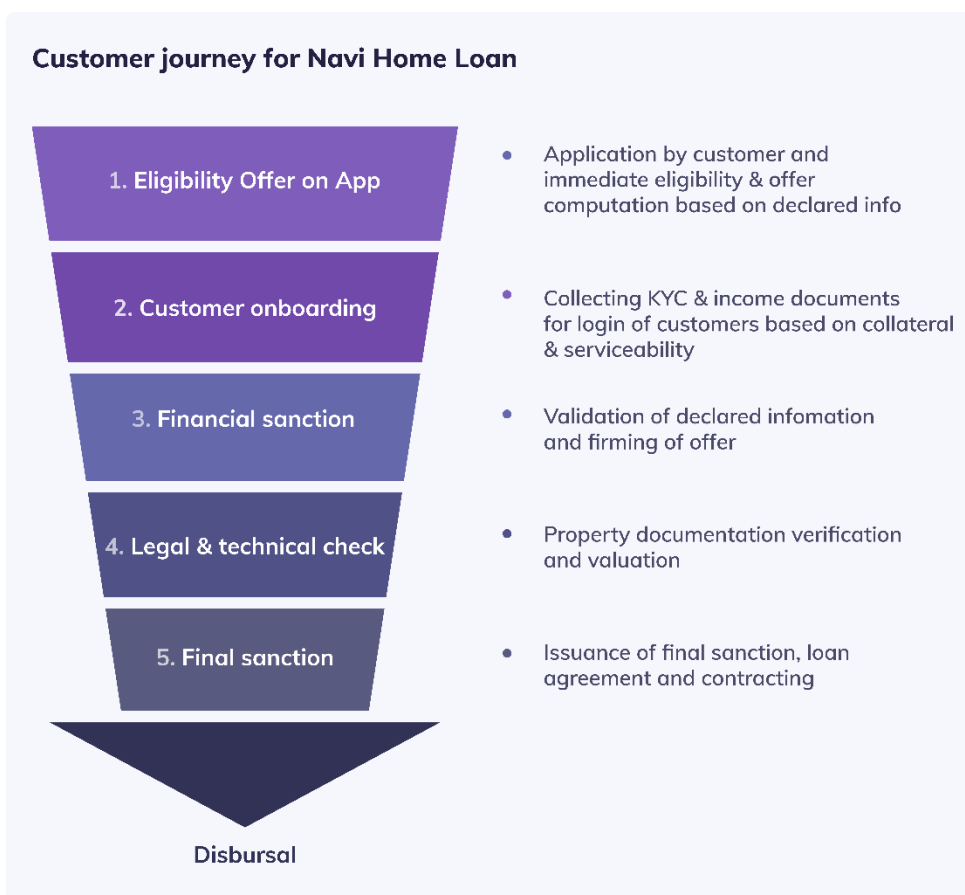 Customer journey for Navi Home Loan
1. Eligibility Offer on App
Application by customer and
immediate eligibility & offer
computation based on declared info
2. Customer onboarding
Collecting KYC & income documents
for login of customers based on collateral
& serviceability
3. Financial sanction
Validation of declared infomation
and firming of offer
4. Legal & technical check
Property documentation verification
and valuation
5. Final sanction
Issuance of final sanction, loan
agreement and contracting
Disbursal